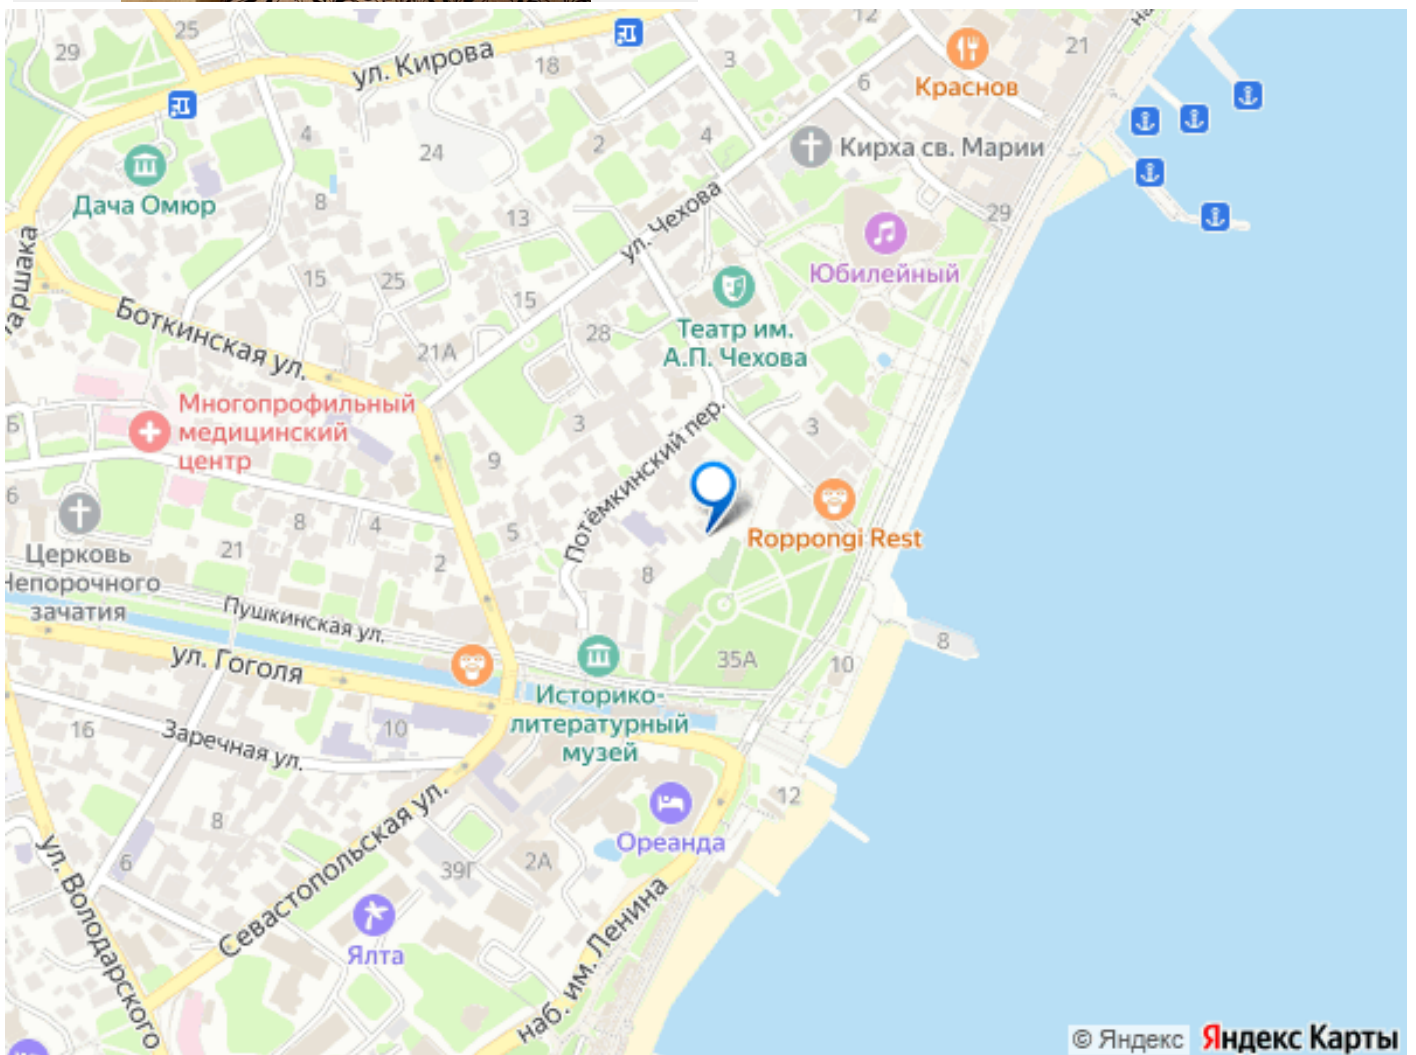 25
29
ул. Кирова
18
3
12
Краснов
21
6
4
24
2
4
Кирха св. Марии
Дача Омюр
8
13
ул. Чехова
29
Юбилейный
15
25
15
28
Театр им.
А.П. Чехова
Боткинская ул.
21А
Многопрофильный
медицинский
центр
3
3
9
Потёмкинский пер.
6
8
4
5
Roppongi Rest
Церковь
Непорочного
зачатия
21
2
8
Пушкинская ул.
ул. Гоголя
35А
10
8
Историко-
литературный
музей
16
Заречная ул.
10
12
8
6
Севастопольская ул.
39Г
2А
Ореанда
ул. Володарского
Ялта
наб. им. Ленина
© Яндекс Яндекс Карты